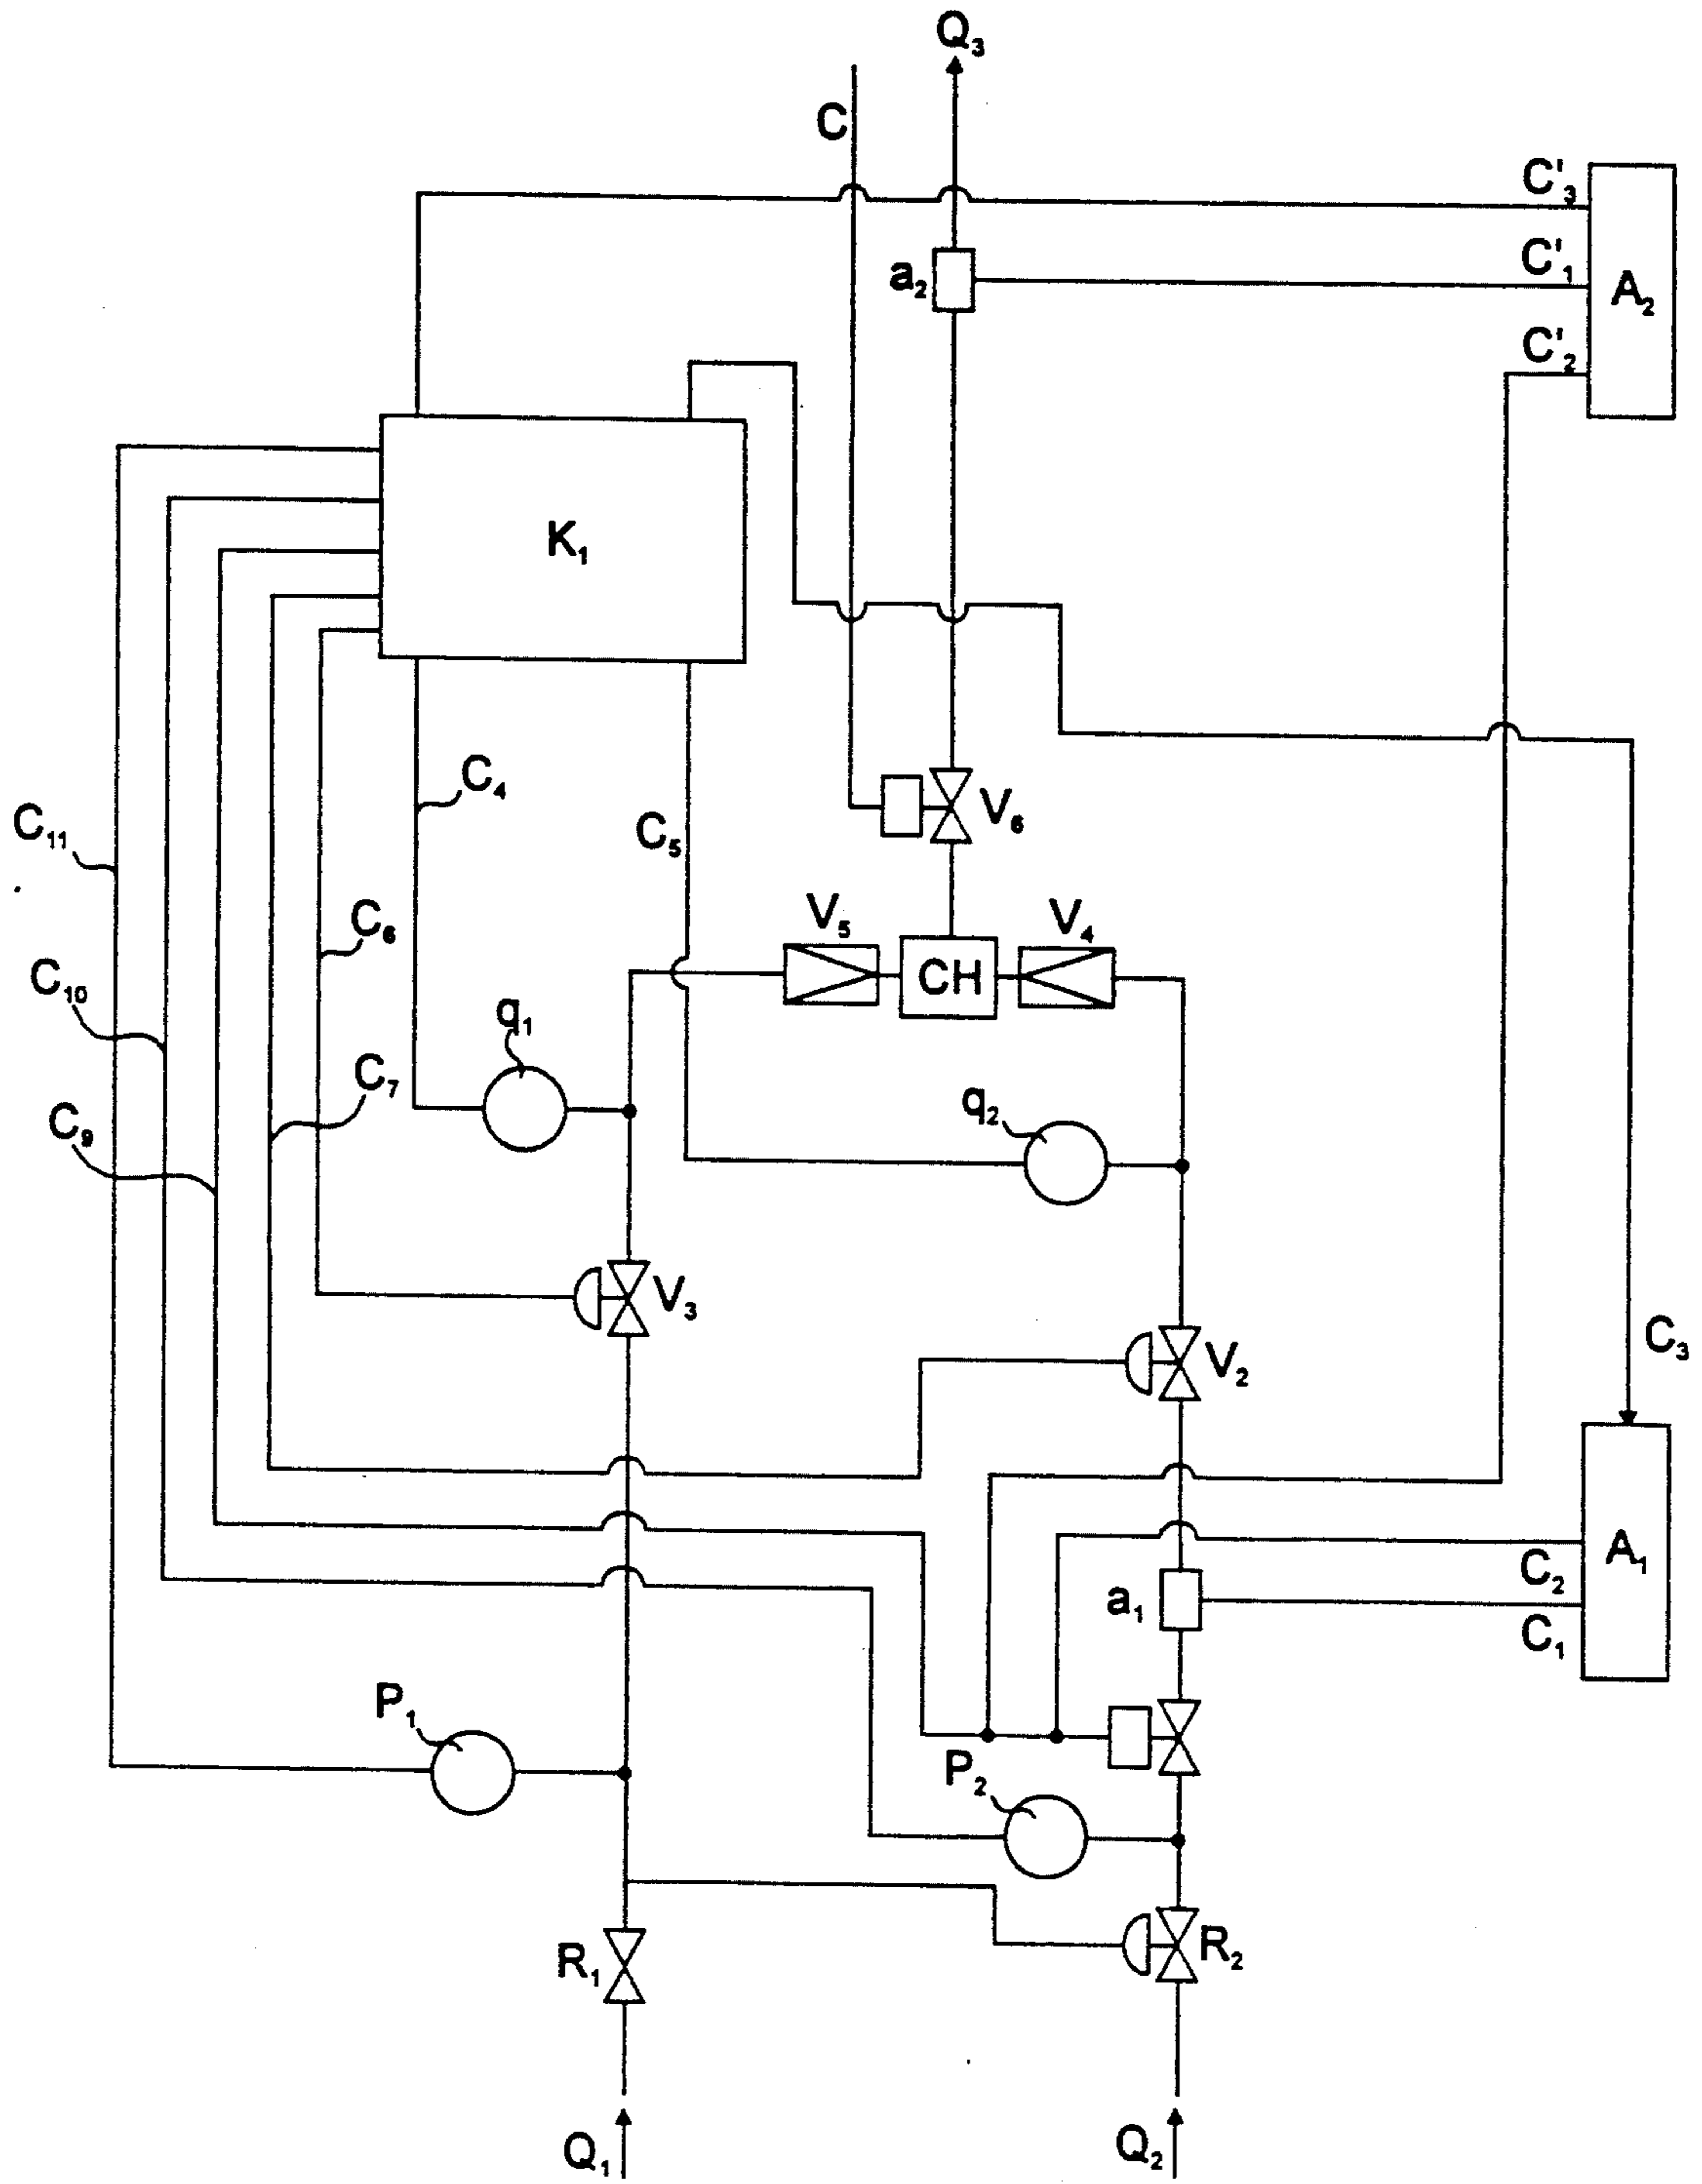 Q₃
C
C'₃
C'₁
a₂
A₂
C'₂
K₁
C₄
V₆
C₁₁
C₅
V₅
V₄
C₆
CH
C₁₀
q₁
C₇
q₂
C₉
V₃
C₃
V₂
A₁
C₂
a₁
C₁
P₁
P₂
R₁
R₂
Q₁
Q₂